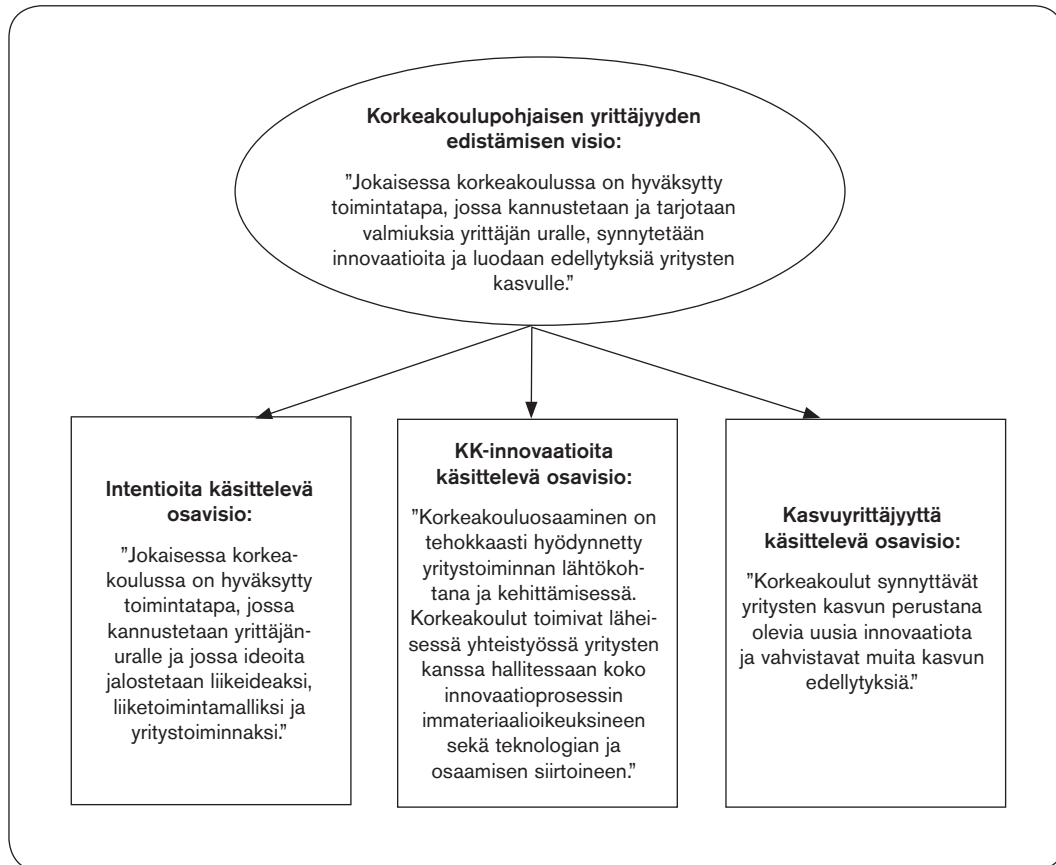 Korkeakoulupohjaisen yrittäjyyden
edistämisen visio:
”Jokaisessa korkeakoulussa on hyväksytty
toimintatapa, jossa kannustetaan ja tarjotaan
valmiuksia yrittäjän uralle, synnytetään
innovaatioita ja luodaan edellytyksiä yritysten
kasvulle.”
Intentioita käsittelevä
osavisio:
”Jokaisessa korkea-
koulussa on hyväksytty
toimintatapa, jossa
kannustetaan yrittäjän-
uralle ja jossa ideoita
jalostetaan liikeideaksi,
liiketoimintamalliksi ja
yritystoiminnaksi.”
KK-innovaatioita
käsittelevä osavisio:
”Korkeakouluosaaminen on
tehokkaasti hyödynnetty
yritystoiminnan lähtökoh-
tana ja kehittämisessä.
Korkeakoulut toimivat lähei-
sessä yhteistyössä yritysten
kanssa hallitessaan koko
innovaatioprosessin
immateriaalioikeuksineen
sekä teknologian ja
osaamisen siirtoineen.”
Kasvuyrittäjyyttä
käsittelevä osavisio:
”Korkeakoulut synnyttävät
yritysten kasvun perustana
olevia uusia innovaatiota
ja vahvistavat muita kasvun
edellytyksiä.”